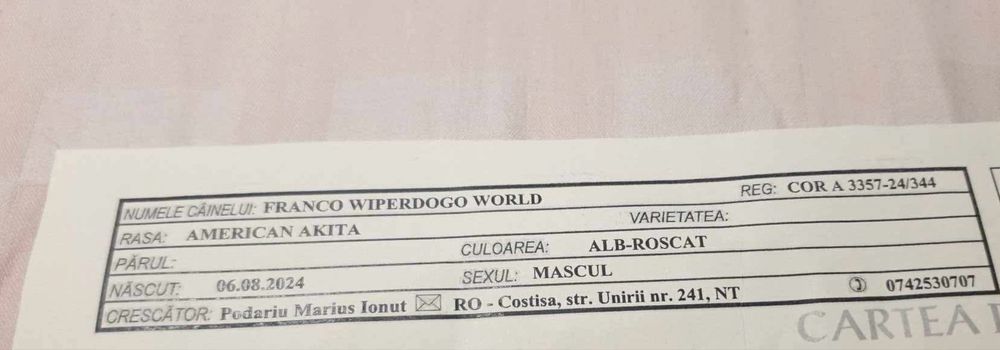 NUMELE CÂINELUI: FRANCO WIPERDOGO WORLD REG: COR A 3357-24/344
RASA: AMERICAN AKITA VARIETATEA:
PĂRUL: CULOAREA: ALB-ROSCAT
NĂSCUT: 06.08.2024 SEXUL: MASCUL
CRESCĂTOR: Podariu Marius Ionut RO - Costisa, str. Unirii nr. 241, NT 0742530707
CARTEA